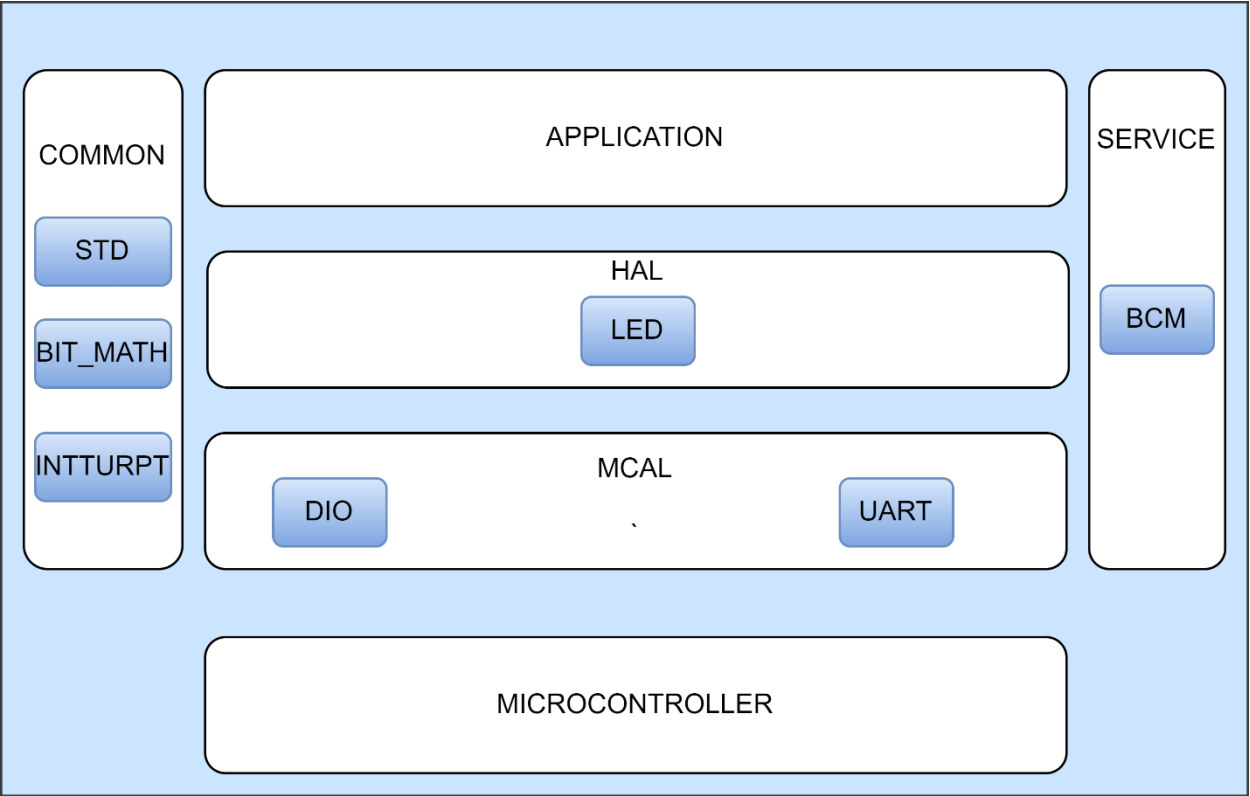 COMMON
STD
BIT_MATH
INTTURPT
APPLICATION
HAL
LED
MCAL
DIO
`
UART
MICROCONTROLLER
SERVICE
BCM